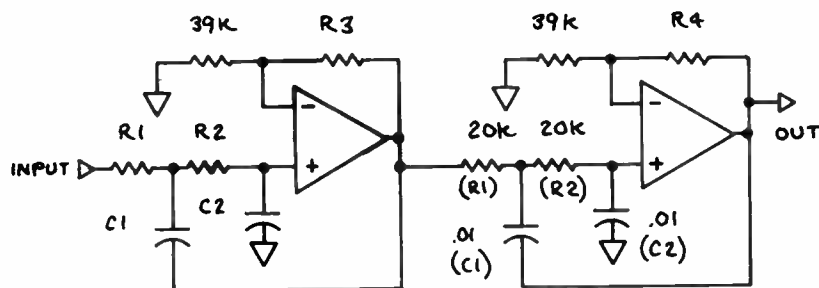 39K R3 39K R4
R1 R2 20K 20K OUT
INPUT (R1) (R2)
C1 C2 .01 .01
(C1) (C2)
- + - +